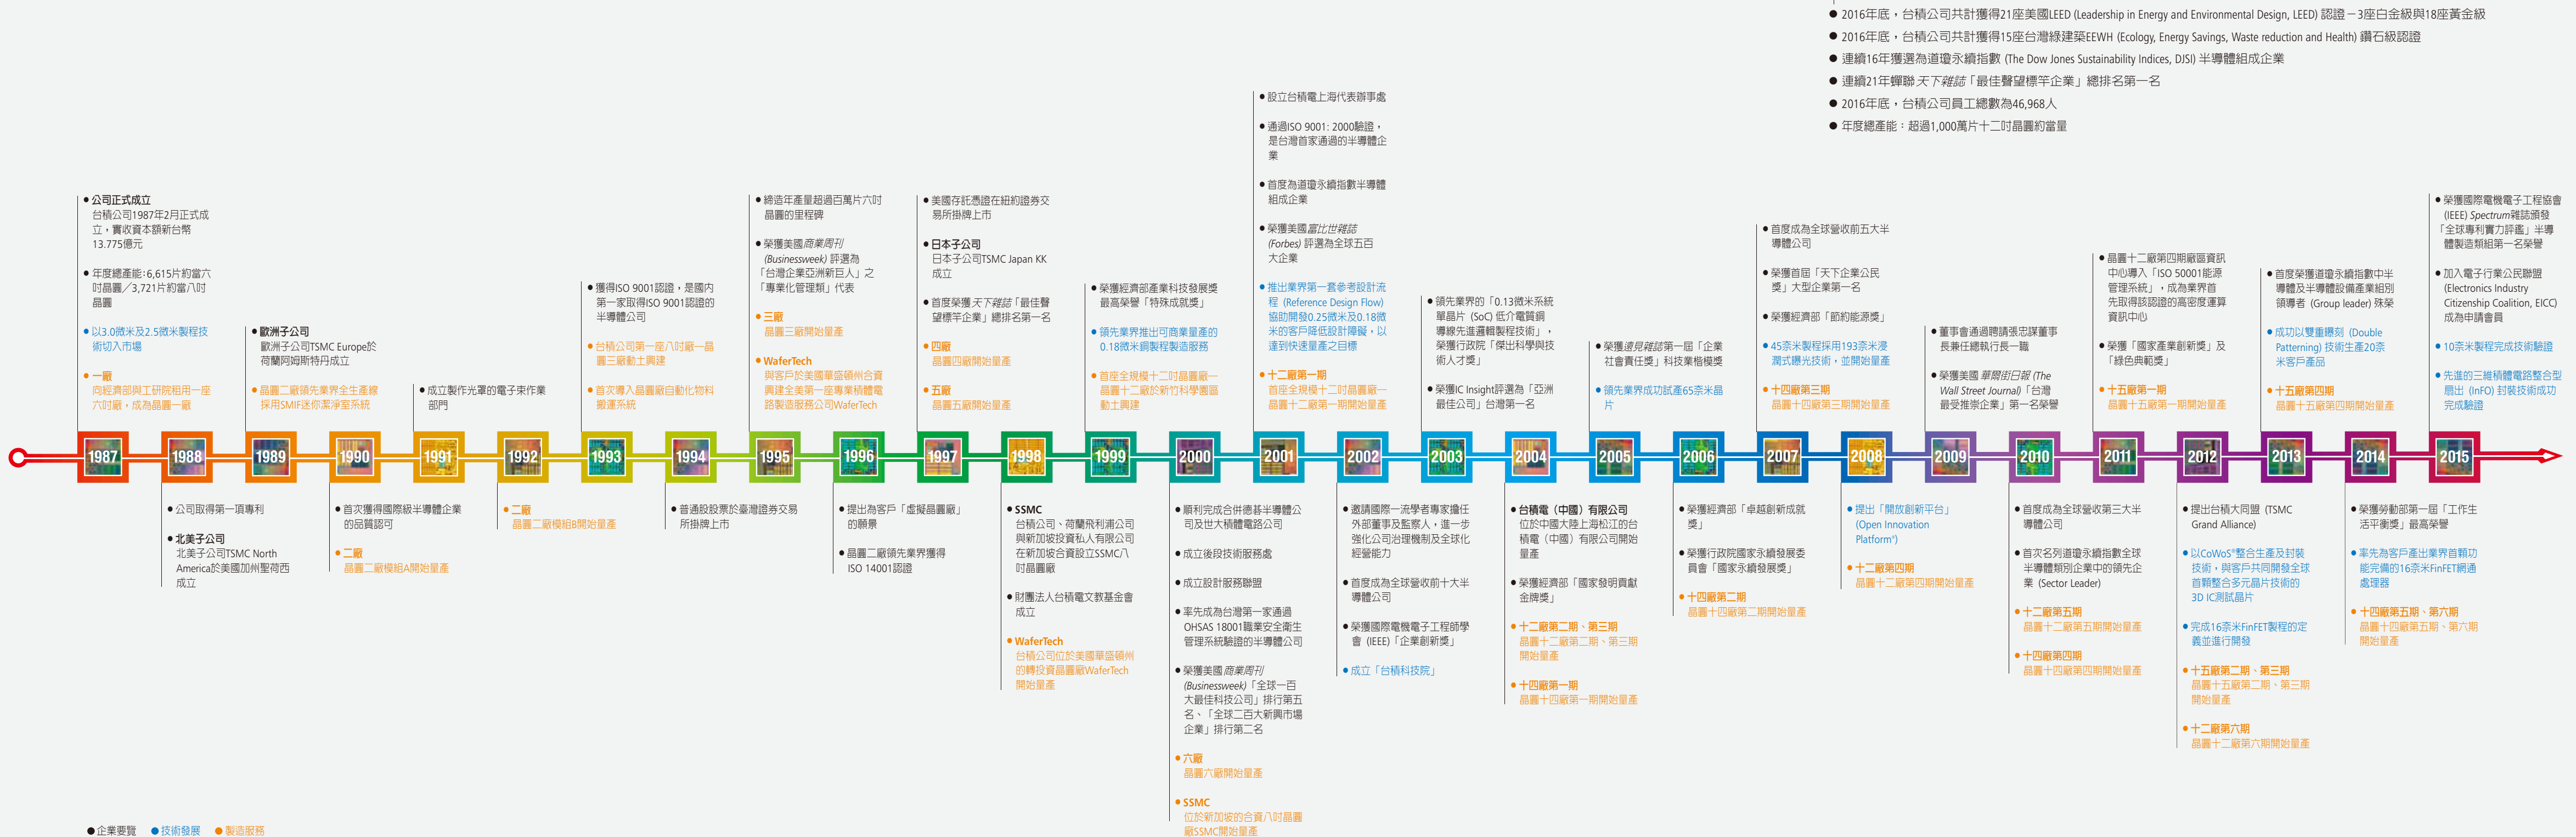 ● 2016年底，台積公司共計獲得21座美國LEED (Leadership in Energy and Environmental Design, LEED) 認證－3座白金級與18座黃金級
● 2016年底，台積公司共計獲得15座台灣綠建築EEWH (Ecology, Energy Savings, Waste reduction and Health) 鑽石級認證
● 連續16年獲選為道瓊永續指數 (The Dow Jones Sustainability Indices, DJSI) 半導體組成企業
● 連續21年蟬聯天下雜誌「最佳聲望標竿企業」總排名第一名
● 2016年底，台積公司員工總數為46,968人
● 年度總產能：超過1,000萬片十二吋晶圓約當量
● 公司正式成立
台積公司1987年2月正式成
立，實收資本額新台幣
13.775億元
● 年度總產能：6,615片約當六
吋晶圓／3,721片約當八吋
晶圓
● 以3.0微米及2.5微米製程技
術切入市場
● 一廠
向經濟部與工研院租用一座
六吋廠，成為晶圓一廠
● 歐洲子公司
歐洲子公司TSMC Europe於
荷蘭阿姆斯特丹成立
● 晶圓二廠領先業界全生產線
採用SMIF迷你潔淨室系統
● 成立製作光罩的電子束作業
部門
● 獲得ISO 9001認證，是國內
第一家取得ISO 9001認證的
半導體公司
● 台積公司第一座八吋廠—晶
圓三廠動土興建
● 首次導入晶圓廠自動化物料
搬運系統
● 締造年產量超過百萬片六吋
晶圓的里程碑
● 榮獲美國商業周刊
(Businessweek) 評選為
「台灣企業亞洲新巨人」之
「專業化管理類」代表
● 三廠
晶圓三廠開始量產
● WaferTech
與客戶於美國華盛頓州合資
興建全美第一座專業積體電
路製造服務公司WaferTech
● 美國存託憑證在紐約證券交
易所掛牌上市
● 日本子公司
日本子公司TSMC Japan KK
成立
● 首度榮獲天下雜誌「最佳聲
望標竿企業」總排名第一名
● 四廠
晶圓四廠開始量產
● 五廠
晶圓五廠開始量產
● 榮獲經濟部產業科技發展獎
最高榮譽「特殊成就獎」
● 領先業界推出可商業量產的
0.18微米銅製程製造服務
● 首座全規模十二吋晶圓廠—
晶圓十二廠於新竹科學園區
動土興建
● 設立台積電上海代表辦事處
● 通過ISO 9001: 2000驗證，
是台灣首家通過的半導體企
業
● 首度為道瓊永續指數半導體
組成企業
● 榮獲美國富比世雜誌
(Forbes) 評選為全球五百
大企業
● 推出業界第一套參考設計流
程 (Reference Design Flow)
協助開發0.25微米及0.18微
米的客戶降低設計障礙，以
達到快速量產之目標
● 十二廠第一期
首座全規模十二吋晶圓廠—
晶圓十二廠第一期開始量產
● 領先業界的「0.13微米系統
單晶片 (SoC) 低介電質銅
導線先進邏輯製程技術」，
榮獲行政院「傑出科學與技
術人才獎」
● 榮獲IC Insight評選為「亞洲
最佳公司」台灣第一名
● 榮獲遠見雜誌第一屆「企業
社會責任獎」科技業楷模獎
● 領先業界成功試產65奈米晶
片
● 首度成為全球營收前五大半
導體公司
● 榮獲首屆「天下企業公民
獎」大型企業第一名
● 榮獲經濟部「節約能源獎」
● 45奈米製程採用193奈米浸
潤式曝光技術，並開始量產
● 十四廠第三期
晶圓十四廠第三期開始量產
● 董事會通過聘請張忠謀董事
長兼任總執行長一職
● 榮獲美國華爾街日報 (The
Wall Street Journal)「台灣
最受推崇企業」第一名榮譽
● 晶圓十二廠第四期廠區資訊
中心導入「ISO 50001能源
管理系統」，成為業界首
先取得該認證的高密度運算
資訊中心
● 榮獲「國家產業創新獎」及
「綠色典範獎」
● 十五廠第一期
晶圓十五廠第一期開始量產
● 首度榮獲道瓊永續指數中半
導體及半導體設備產業組別
領導者 (Group leader) 殊榮
● 成功以雙重曝刻 (Double
Patterning) 技術生產20奈
米客戶產品
● 十五廠第四期
晶圓十五廠第四期開始量產
● 榮獲國際電機電子工程協會
(IEEE) Spectrum雜誌頒發
「全球專利實力評鑑」半導
體製造類組第一名榮譽
● 加入電子行業公民聯盟
(Electronics Industry
Citizenship Coalition, EICC)
成為申請會員
● 10奈米製程完成技術驗證
● 先進的三維積體電路整合型
扇出 (InFO) 封裝技術成功
完成驗證
1987 1988 1989 1990 1991 1992 1993 1994 1995 1996 1997 1998 1999 2000 2001 2002 2003 2004 2005 2006 2007 2008 2009 2010 2011 2012 2013 2014 2015
● 公司取得第一項專利
● 北美子公司
北美子公司TSMC North
America於美國加州聖荷西
成立
● 首次獲得國際級半導體企業
的品質認可
● 二廠
晶圓二廠模組A開始量產
● 二廠
晶圓二廠模組B開始量產
● 普通股股票於臺灣證券交易
所掛牌上市
● 提出為客戶「虛擬晶圓廠」
的願景
● 晶圓二廠領先業界獲得
ISO 14001認證
● SSMC
台積公司、荷蘭飛利浦公司
與新加坡投資私人有限公司
在新加坡合資設立SSMC八
吋晶圓廠
● 財團法人台積電文教基金會
成立
● WaferTech
台積公司位於美國華盛頓州
的轉投資晶圓廠WaferTech
開始量產
● 順利完成合併德碁半導體公
司及世大積體電路公司
● 成立後段技術服務處
● 成立設計服務聯盟
● 率先成為台灣第一家通過
OHSAS 18001職業安全衛生
管理系統驗證的半導體公司
● 榮獲美國商業周刊
(Businessweek)「全球一百
大最佳科技公司」排行第五
名、「全球二百大新興市場
企業」排行第二名
● 六廠
晶圓六廠開始量產
● SSMC
位於新加坡的合資八吋晶圓
廠SSMC開始量產
● 邀請國際一流學者專家擔任
外部董事及監察人，進一步
強化公司治理機制及全球化
經營能力
● 首度成為全球營收前十大半
導體公司
● 榮獲國際電機電子工程師學
會 (IEEE)「企業創新獎」
● 成立「台積科技院」
● 台積電（中國）有限公司
位於中國大陸上海松江的台
積電（中國）有限公司開始
量產
● 榮獲經濟部「國家發明貢獻
金牌獎」
● 十二廠第二期、第三期
晶圓十二廠第二期、第三期
開始量產
● 十四廠第一期
晶圓十四廠第一期開始量產
● 榮獲經濟部「卓越創新成就
獎」
● 榮獲行政院國家永續發展委
員會「國家永續發展獎」
● 十四廠第二期
晶圓十四廠第二期開始量產
● 提出「開放創新平台」
(Open Innovation
Platform®)
● 十二廠第四期
晶圓十二廠第四期開始量產
● 首度成為全球營收第三大半
導體公司
● 首次名列道瓊永續指數全球
半導體類別企業中的領先企
業 (Sector Leader)
● 十二廠第五期
晶圓十二廠第五期開始量產
● 十四廠第四期
晶圓十四廠第四期開始量產
● 提出台積大同盟 (TSMC
Grand Alliance)
● 以CoWoS®整合生產及封裝
技術，與客戶共同開發全球
首顆整合多元晶片技術的
3D IC測試晶片
● 完成16奈米FinFET製程的定
義並進行開發
● 十五廠第二期、第三期
晶圓十五廠第二期、第三期
開始量產
● 十二廠第六期
晶圓十二廠第六期開始量產
● 榮獲勞動部第一屆「工作生
活平衡獎」最高榮譽
● 率先為客戶產出業界首顆功
能完備的16奈米FinFET網通
處理器
● 十四廠第五期、第六期
晶圓十四廠第五期、第六期
開始量產
● 企業要覽 ● 技術發展 ● 製造服務